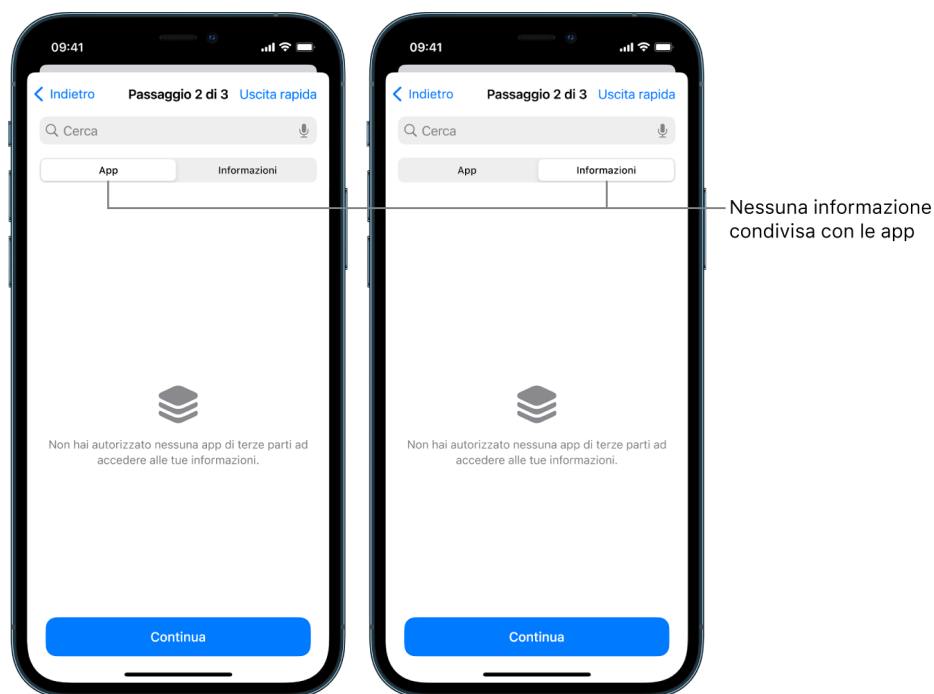 09:41
Indietro Passaggio 2 di 3 Uscita rapida
Cerca
App Informazioni
Non hai autorizzato nessuna app di terze parti ad
accedere alle tue informazioni.
Continua
09:41
Indietro Passaggio 2 di 3 Uscita rapida
Cerca
App Informazioni
Non hai autorizzato nessuna app di terze parti ad
accedere alle tue informazioni.
Continua
Nessuna informazione
condivisa con le app